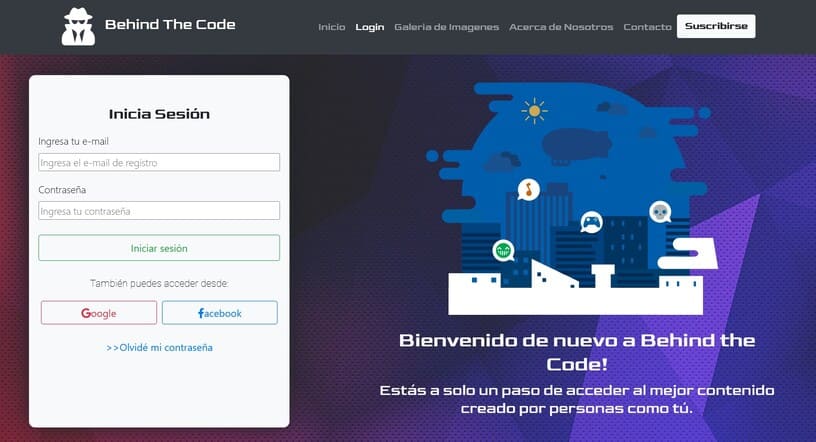 Behind The Code
Inicio Login Galeria de Imagenes Acerca de Nosotros Contacto Suscribirse
Inicia Sesión
Ingresa tu e-mail
Ingresa el e-mail de registro
Contraseña
Ingresa tu contraseña
Iniciar sesión
También puedes acceder desde:
Google facebook
>>Olvidé mi contraseña
Bienvenido de nuevo a Behind the
Code!
Estás a solo un paso de acceder al mejor contenido
creado por personas como tú.